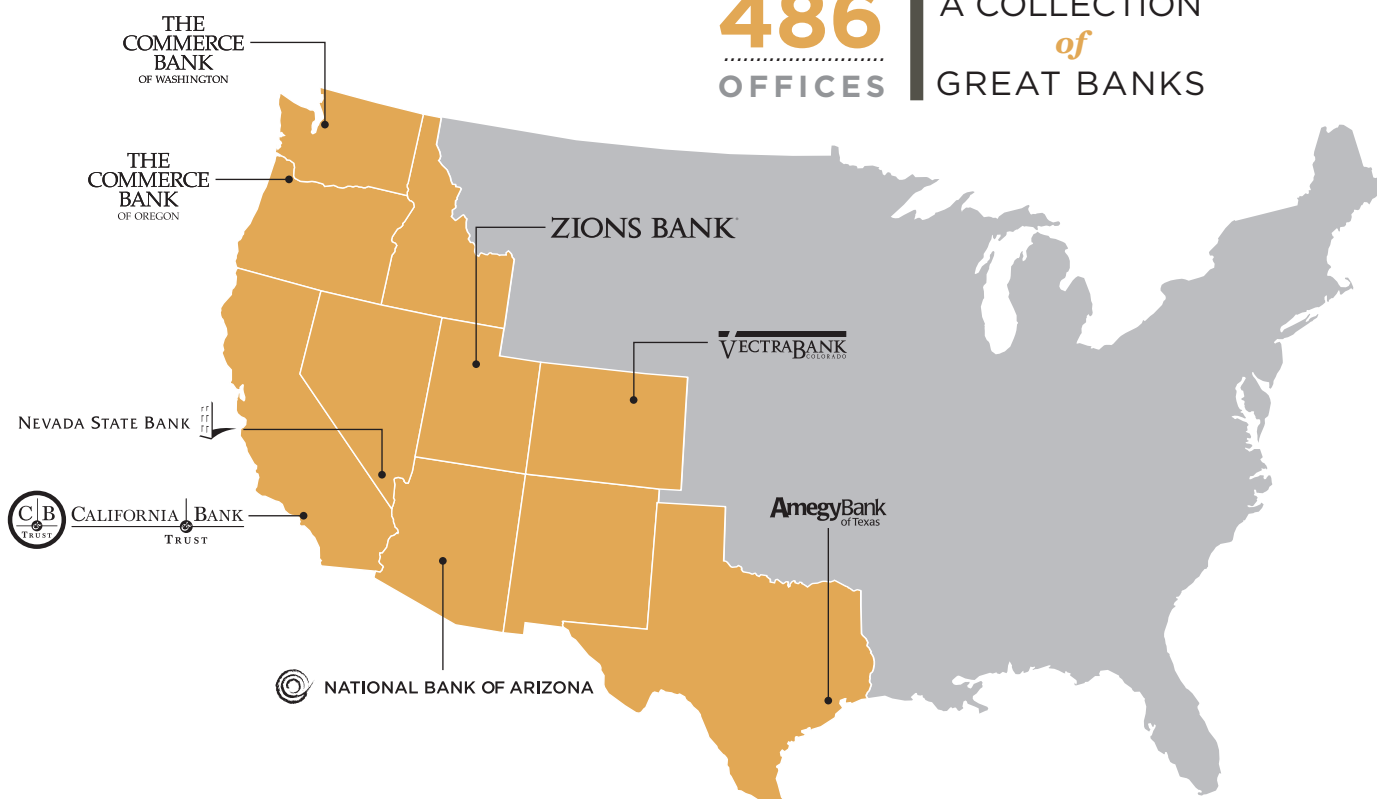 486
OFFICES
A COLLECTION
of
GREAT BANKS
THE
COMMERCE
BANK
OF WASHINGTON
THE
COMMERCE
BANK
OF OREGON
ZIONS BANK
VECTRABANK
COLORADO
NEVADA STATE BANK
C B
&
TRUST
CALIFORNIA BANK
&
TRUST
AmegyBank
of Texas
NATIONAL BANK OF ARIZONA